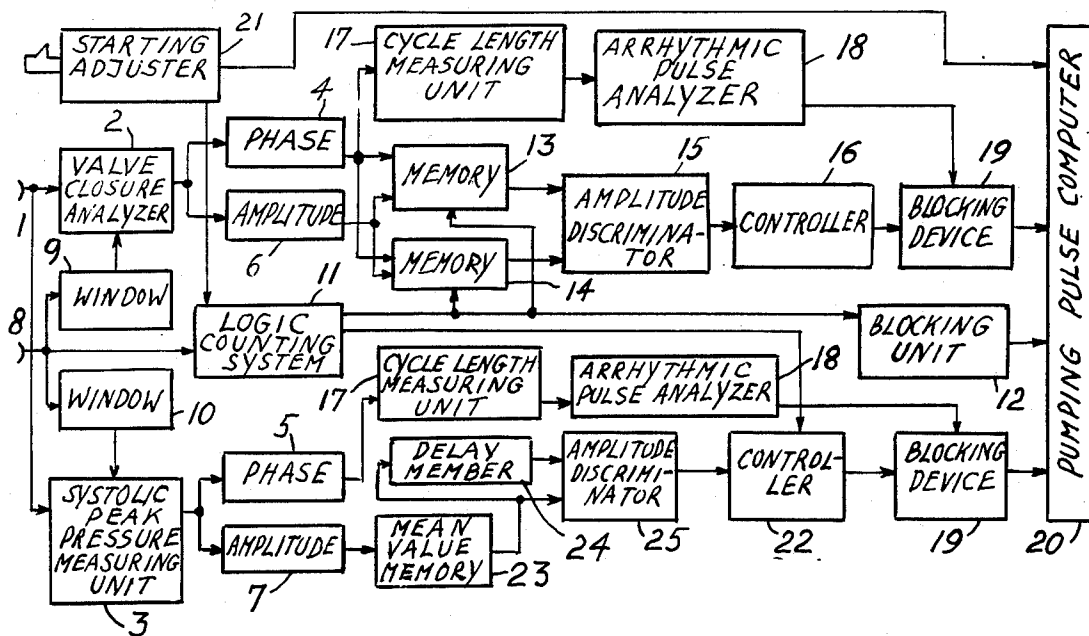 21
STARTING
ADJUSTER
17
CYCLE LENGTH
MEASURING
UNIT
ARRHYTHMIC
PULSE
ANALYZER
18
2
VALVE
CLOSURE
ANALYZER
4
PHASE
AMPLITUDE
6
MEMORY
13
MEMORY
14
15
AMPLITUDE
DISCRIMINA-
TOR
16
CONTROLLER
19
BLOCKING
DEVICE
1
9
WINDOW
8
11
LOGIC
COUNTING
SYSTEM
BLOCKING
UNIT
12
WINDOW
10
17
CYCLE LENGTH
MEASURING
UNIT
ARRHYTHMIC
PULSE ANALYZER
18
5
PHASE
DELAY
MEMBER
24
AMPLITUDE
DISCRIMI-
NATOR
25
CONTROL-
LER
22
BLOCKING
DEVICE
19
SYSTOLIC
PEAK
PRESSURE
MEASURING
UNIT
3
AMPLITUDE
7
MEAN
VALUE
MEMORY
23
PUMPING PULSE COMPUTER
20